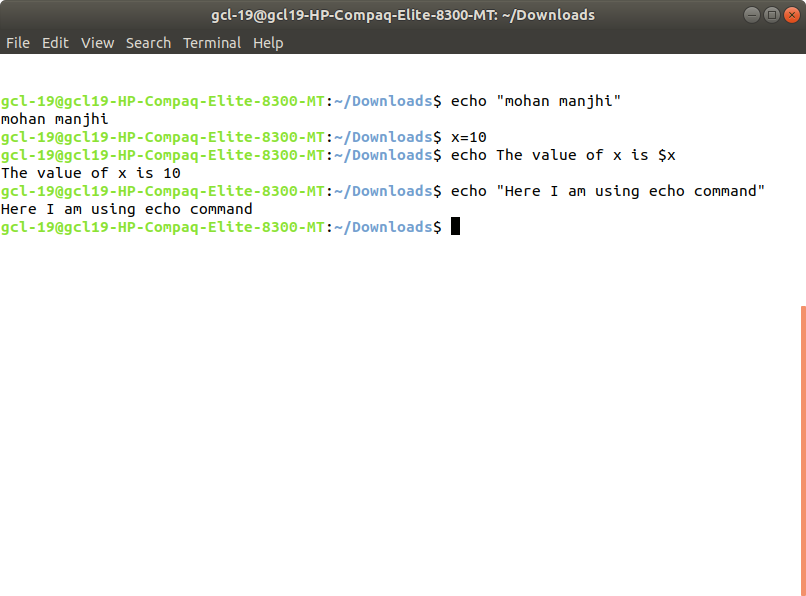 gcl-19@gcl19-HP-Compaq-Elite-8300-MT: ~/Downloads
File Edit View Search Terminal Help
gcl-19@gcl19-HP-Compaq-Elite-8300-MT:~/Downloads$ echo "mohan manjhi"
mohan manjhi
gcl-19@gcl19-HP-Compaq-Elite-8300-MT:~/Downloads$ x=10
gcl-19@gcl19-HP-Compaq-Elite-8300-MT:~/Downloads$ echo The value of x is $x
The value of x is 10
gcl-19@gcl19-HP-Compaq-Elite-8300-MT:~/Downloads$ echo "Here I am using echo command"
Here I am using echo command
gcl-19@gcl19-HP-Compaq-Elite-8300-MT:~/Downloads$